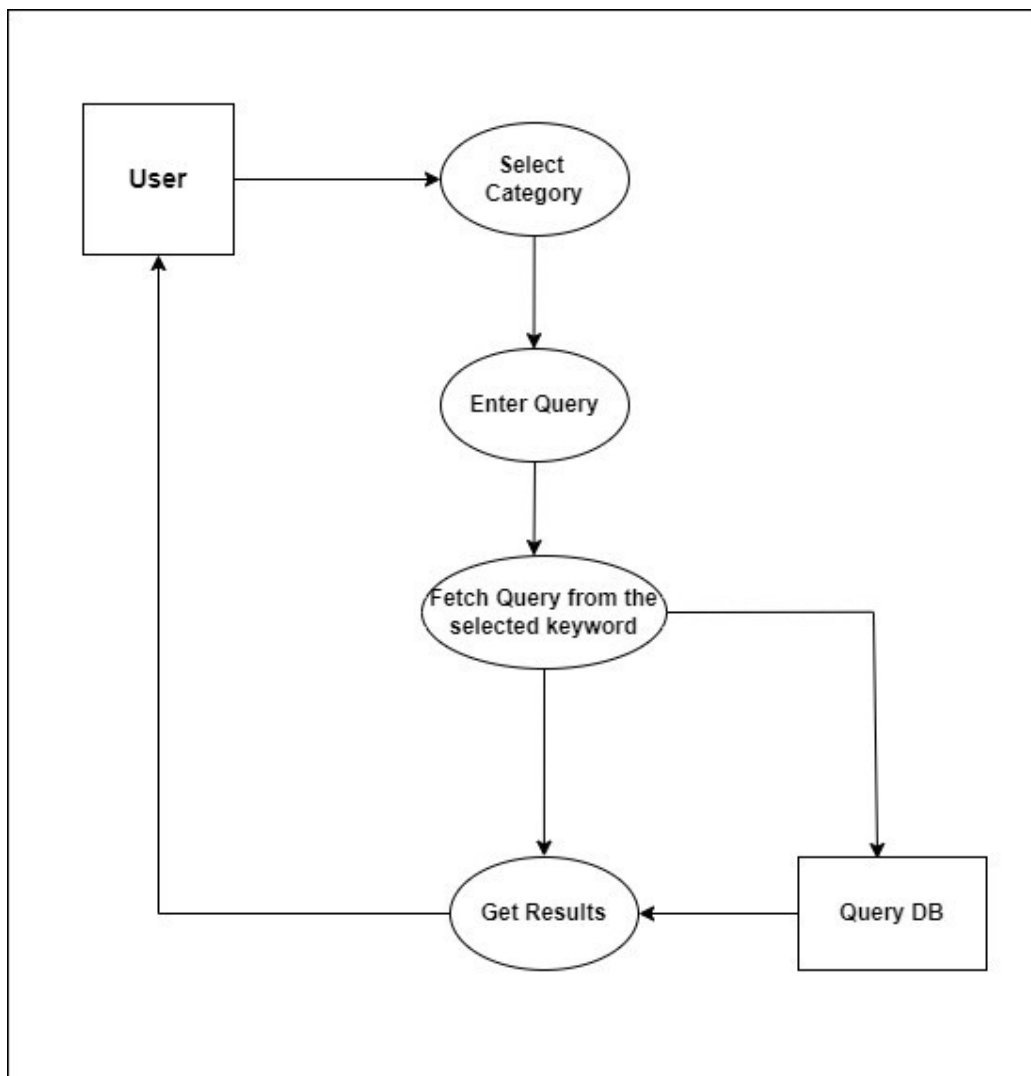 User
Select
Category
Enter Query
Fetch Query from the
selected keyword
Get Results
Query DB